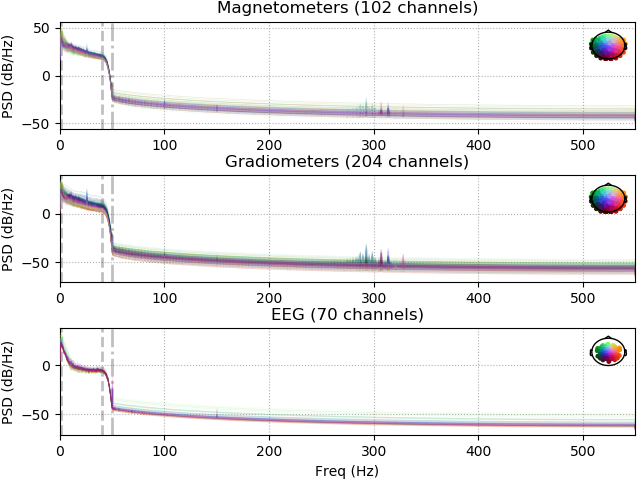 Magnetometers (102 channels)
PSD (dB/Hz)
50
0
−50
0 100 200 300 400 500
Gradiometers (204 channels)
PSD (dB/Hz)
0
−50
0 100 200 300 400 500
EEG (70 channels)
PSD (dB/Hz)
0
−50
0 100 200 300 400 500
Freq (Hz)